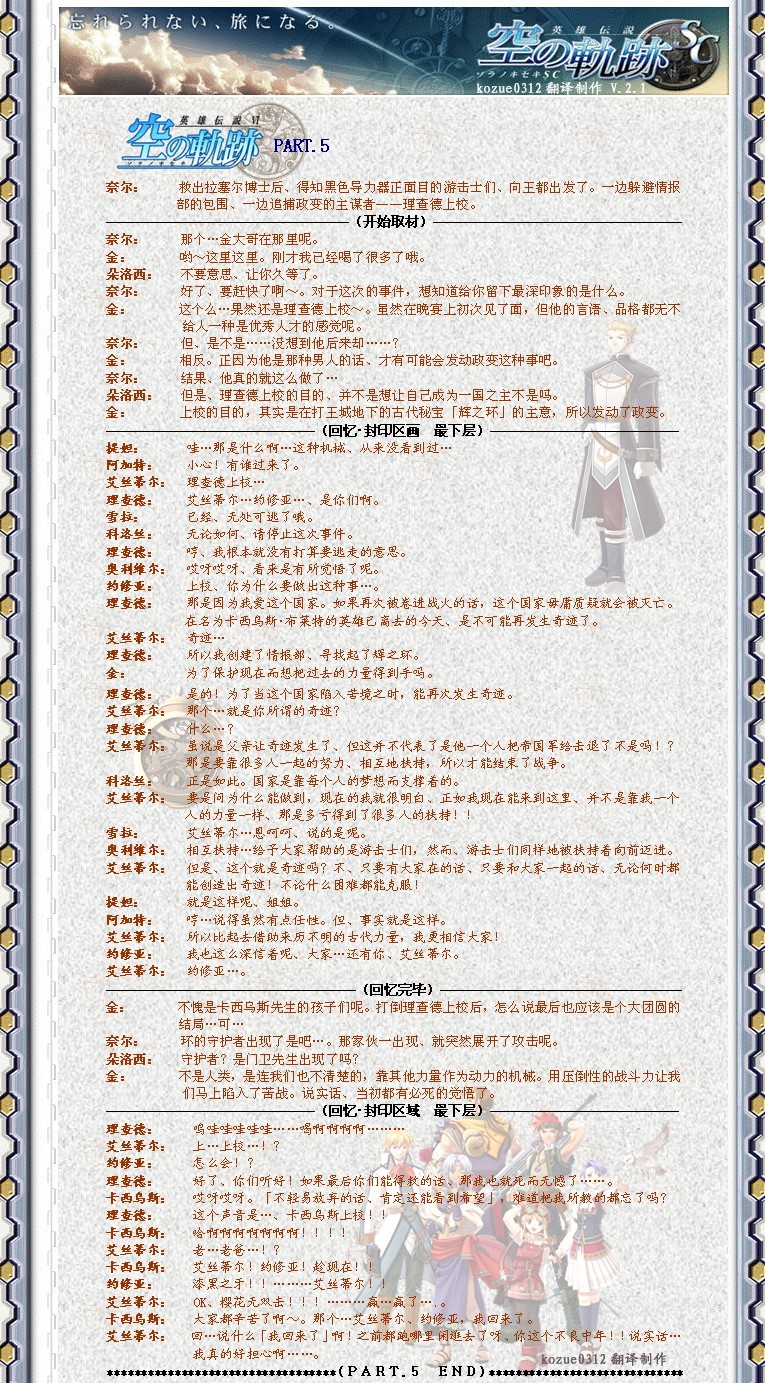 忘れられない、旅になる。
英雄伝説
空の軌跡SC
ソラノキセキSC
kozue0312 翻译制作 V.2.1
英雄伝説VI
空の軌跡
ソラノキセキ
PART.5
奈尔： 救出拉塞尔博士后、得知黑色导力器正面目的游击士们、向王都出发了。一边躲避情报
部的包围、一边追捕政变的主谋者——理查德上校。
（开始取材）
奈尔： 那个…金大哥在那里呢。
金： 哟～这里这里。刚才我已经喝了很多了哦。
朵洛西： 不要意思、让你久等了。
奈尔： 好了、要赶快了啊～。对于这次的事件，想知道给你留下最深印象的是什么。
金： 这个么…果然还是理查德上校～。虽然在晚宴上初次见了面，但他的言语、品格都无不
给人一种是优秀人才的感觉呢。
奈尔： 但、是不是……没想到他后来却……？
金： 相反。正因为他是那种男人的话、才有可能会发动政变这种事吧。
奈尔： 结果、他真的就这么做了…
朵洛西： 但是、理查德上校的目的、并不是想让自己成为一国之主不是吗。
金： 上校的目的，其实是在打王城地下的古代秘宝「辉之环」的主意，所以发动了政变。
（回忆·封印区画　最下层）
提妲： 哇…那是什么啊…这种机械、从来没看到过…
阿加特： 小心！有谁过来了。
艾丝蒂尔： 理查德上校…
理查德： 艾丝蒂尔…约修亚…、是你们啊。
雪拉： 已经、无处可逃了哦。
科洛丝： 无论如何、请停止这次事件。
理查德： 哼、我根本就没有打算要逃走的意思。
奥利维尔： 哎呀哎呀、看来是有所觉悟了呢。
约修亚： 上校、你为什么要做出这种事…。
理查德： 那是因为我爱这个国家。如果再次被卷进战火的话，这个国家毋庸质疑就会被灭亡。
在名为卡西乌斯·布莱特的英雄已离去的今天、是不可能再发生奇迹了。
艾丝蒂尔： 奇迹…
理查德： 所以我创建了情报部、寻找起了辉之环。
金： 为了保护现在而想把过去的力量得到手吗。
理查德： 是的！为了当这个国家陷入苦境之时，能再次发生奇迹。
艾丝蒂尔： 那个…就是你所谓的奇迹？
理查德： 什么…？
艾丝蒂尔： 虽说是父亲让奇迹发生了、但这并不代表了是他一个人把帝国军给击退了不是吗！？
那是要靠很多人一起的努力、相互地扶持，所以才能结束了战争。
科洛丝： 正是如此。国家是靠每个人的梦想而支撑着的。
艾丝蒂尔： 要是问为什么能做到，现在的我就很明白、正如我现在能来到这里、并不是靠我一个
人的力量一样、那是多亏得到了很多人的扶持！！
雪拉： 艾丝蒂尔…恩呵呵、说的是呢。
奥利维尔： 相互扶持…给予大家帮助的是游击士们，然而、游击士们同样地被扶持着向前迈进。
艾丝蒂尔： 但是、这个就是奇迹吗？不、只要有大家在的话、只要和大家一起的话、无论何时都
能创造出奇迹！不论什么困难都能克服！
提妲： 就是这样呢、姐姐。
阿加特： 哼…说得虽然有点任性。但、事实就是这样。
艾丝蒂尔： 所以比起去借助来历不明的古代力量，我更相信大家！
约修亚： 我也这么深信着呢、大家…还有你、艾丝蒂尔。
艾丝蒂尔： 约修亚…。
（回忆完毕）
金： 不愧是卡西乌斯先生的孩子们呢。打倒理查德上校后，怎么说最后也应该是个大团圆的
结局…可…
奈尔： 环的守护者出现了是吧…。那家伙一出现、就突然展开了攻击呢。
朵洛西： 守护者？是门卫先生出现了吗？
金： 不是人类，是连我们也不清楚的，靠其他力量作为动力的机械。用压倒性的战斗力让我
们马上陷入了苦战。说实话、当初都有必死的觉悟了。
（回忆·封印区域　最下层）
理查德： 呜哇哇哇哇哇……喝啊啊啊啊………
艾丝蒂尔： 上…上校…！？
约修亚： 怎么会！？
理查德： 好了、你们听好！如果最后你们能得救的话、那我也就死而无憾了……。
卡西乌斯： 哎呀哎呀。「不轻易放弃的话、肯定还能看到希望」，难道把我所教的都忘了吗？
理查德： 这个声音是…、卡西乌斯上校！！
卡西乌斯： 哈啊啊啊啊啊啊啊！！！！
艾丝蒂尔： 老…老爸…！？
卡西乌斯： 艾丝蒂尔！约修亚！趁现在！！
约修亚： 漆黑之牙！！………艾丝蒂尔！！
艾丝蒂尔： OK、樱花无双击！！！………赢…赢了…．。
卡西乌斯： 大家都辛苦了啊～。那个…艾丝蒂尔、约修亚，我回来了。
艾丝蒂尔： 回…说什么「我回来了」啊！之前都跑哪里闲逛去了呀、你这个不良中年！！说实话…
我真的好担心啊……。
kozue0312 翻译制作
**********************************(PART.5 END)**********************************